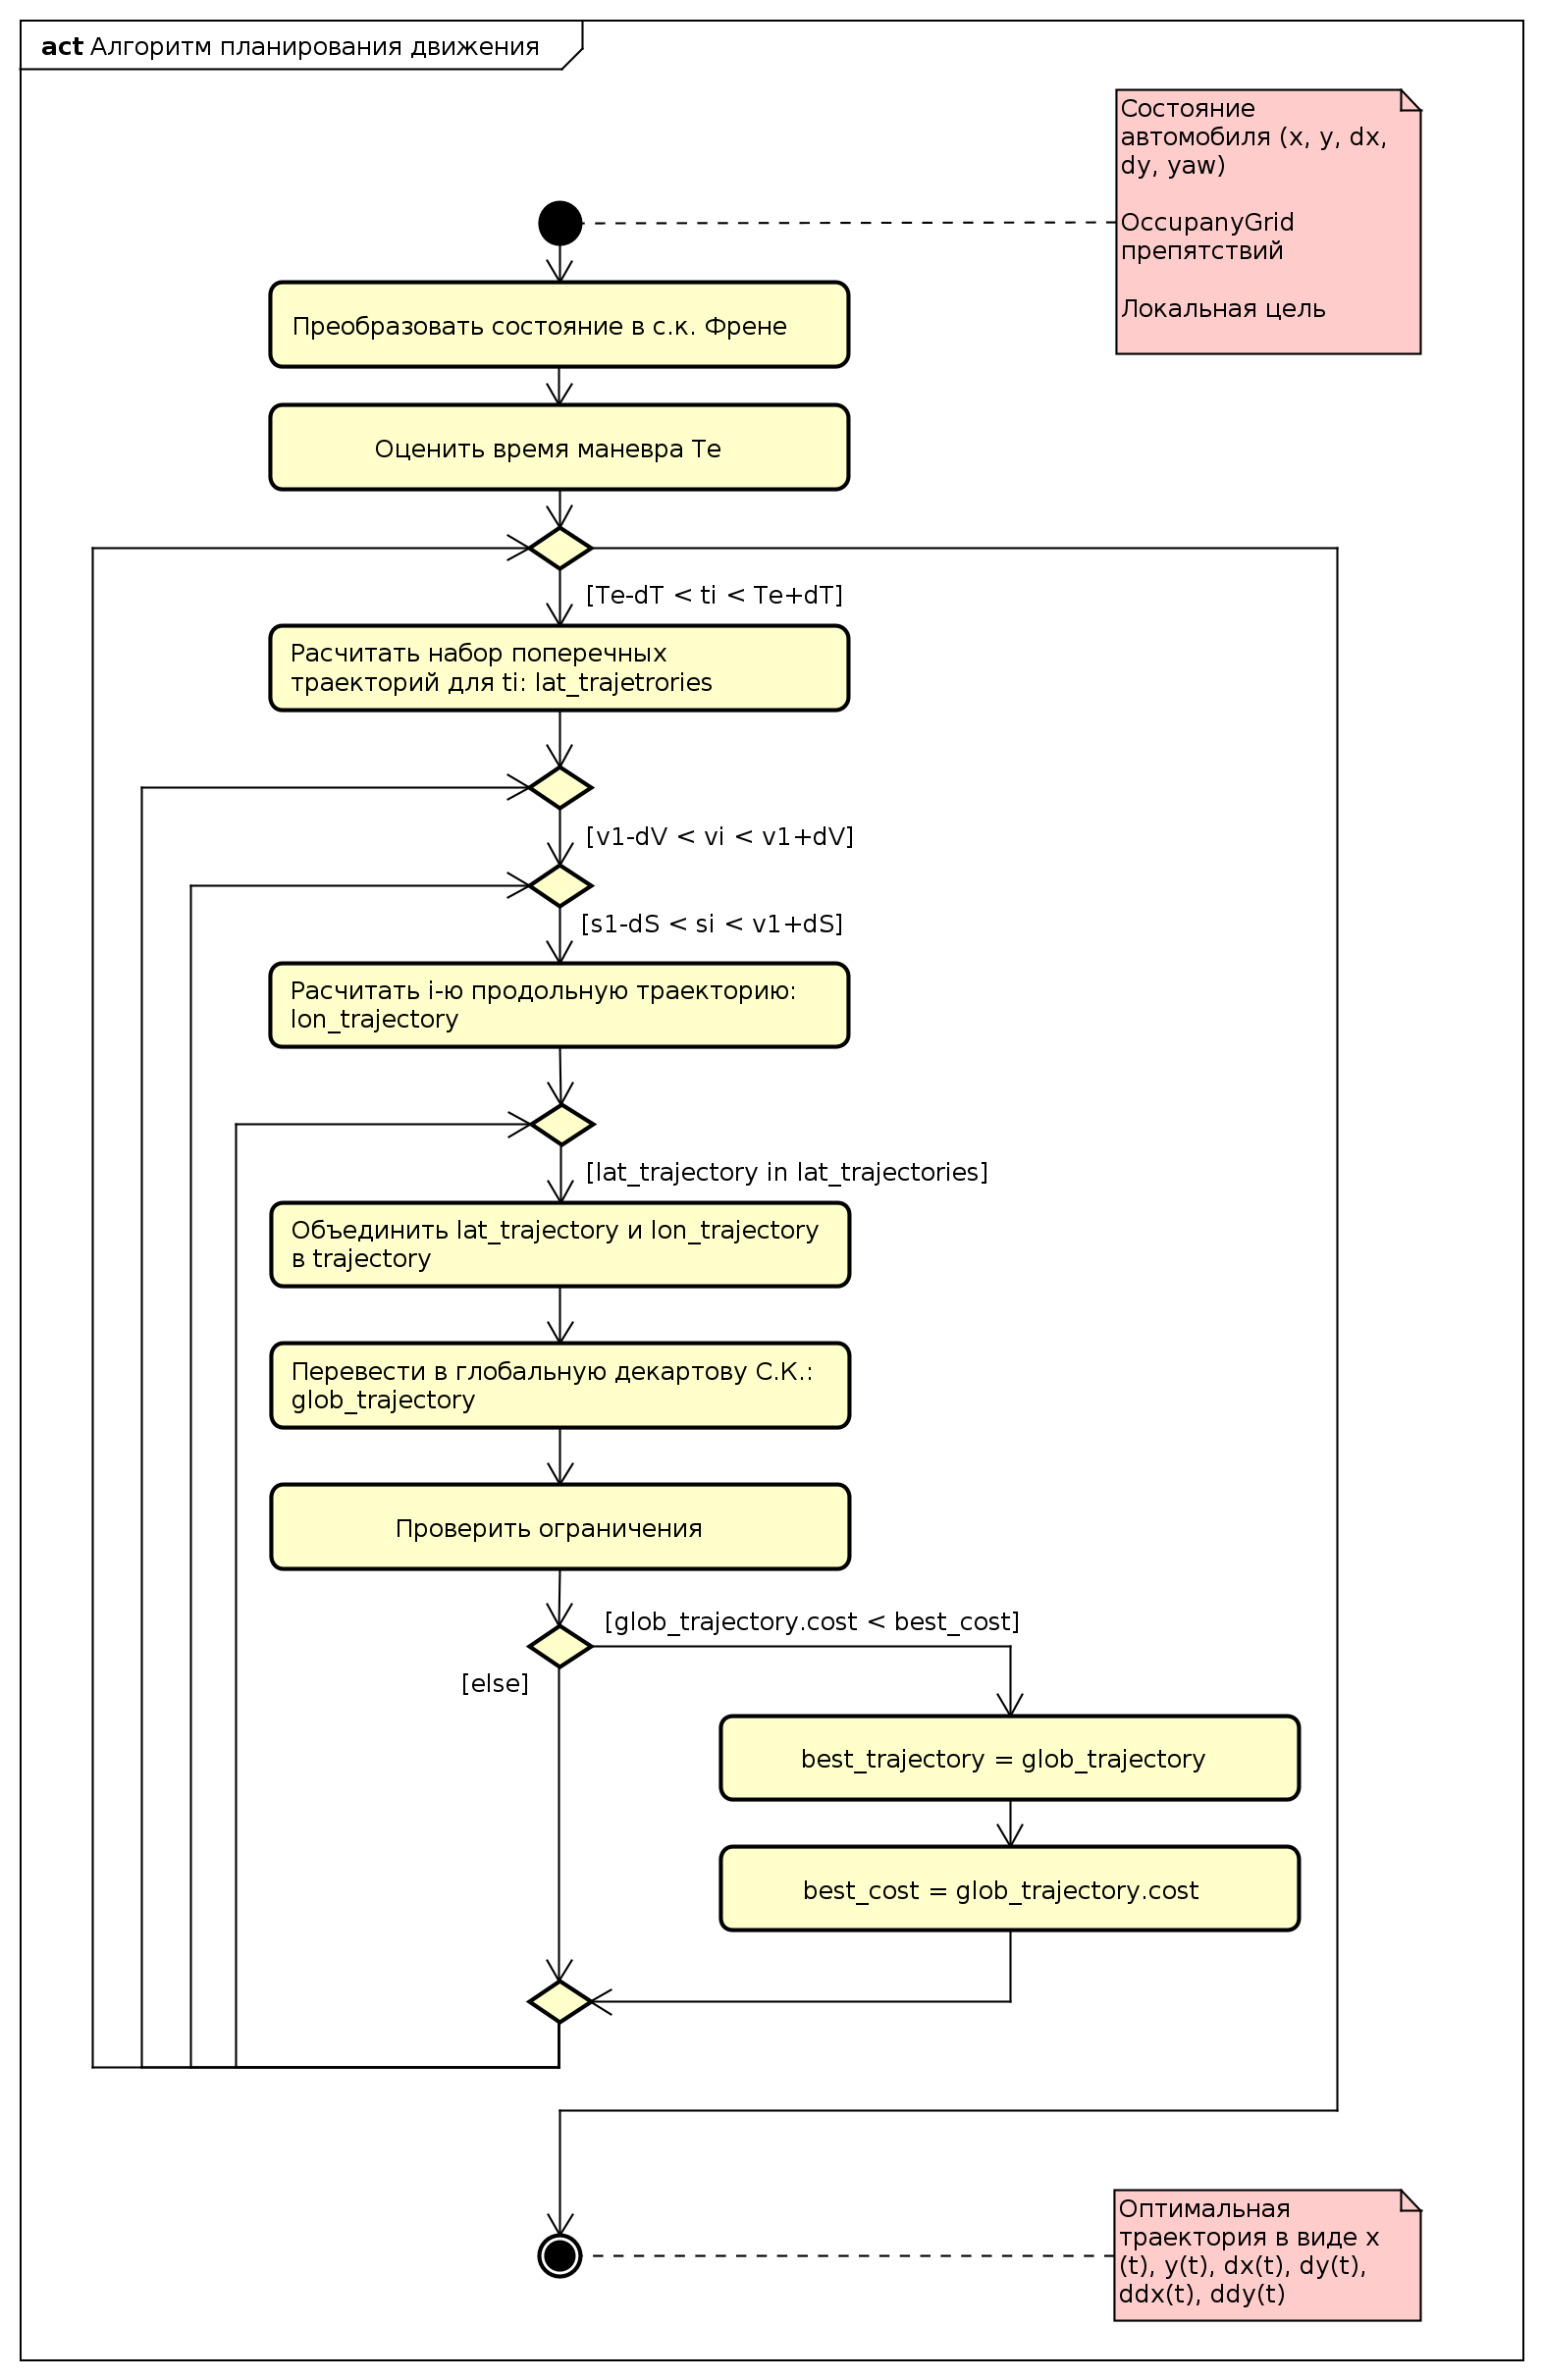 act Алгоритм планирования движения
Состояние
автомобиля (x, y, dx,
dy, yaw)
OccupanyGrid
препятствий
Локальная цель
Преобразовать состояние в с.к. Френе
Оценить время маневра Te
[Te-dT < ti < Te+dT]
Расчитать набор поперечных
траекторий для ti: lat_trajetrories
[v1-dV < vi < v1+dV]
[s1-dS < si < v1+dS]
Расчитать i-ю продольную траекторию:
lon_trajectory
[lat_trajectory in lat_trajectories]
Объединить lat_trajectory и lon_trajectory
в trajectory
Перевести в глобальную декартову С.К.:
glob_trajectory
Проверить ограничения
[glob_trajectory.cost < best_cost]
[else]
best_trajectory = glob_trajectory
best_cost = glob_trajectory.cost
Оптимальная
траектория в виде x
(t), y(t), dx(t), dy(t),
ddx(t), ddy(t)